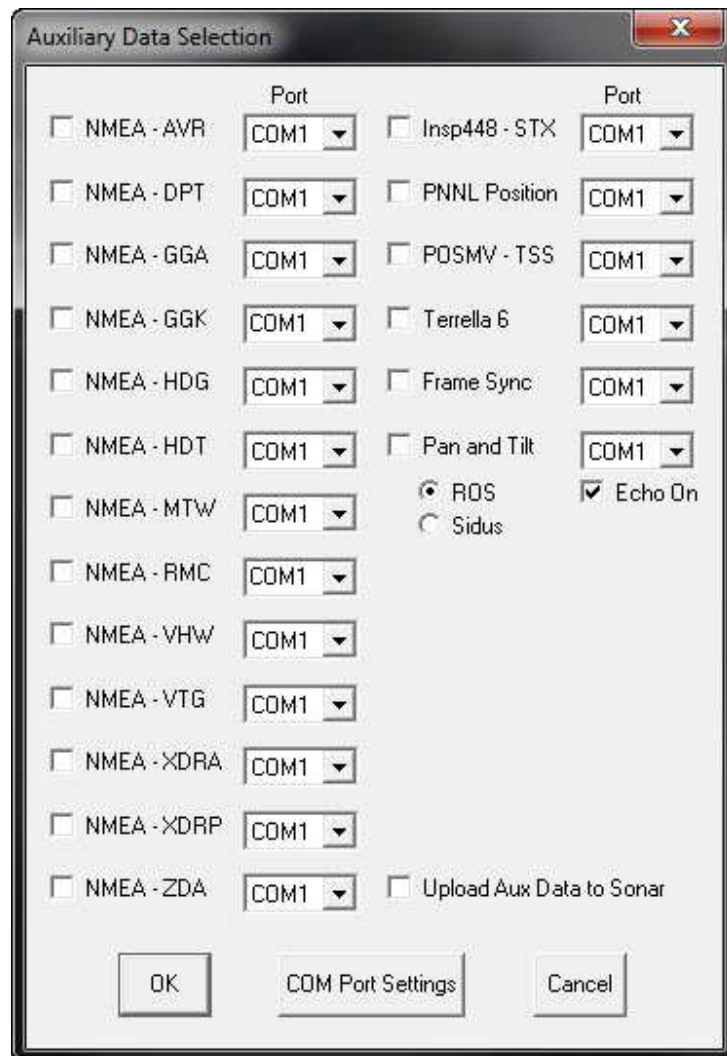 Auxiliary Data Selection
Port Port
NMEA - AVR COM1 Insp448 - STX COM1
NMEA - DPT COM1 PNNL Position COM1
NMEA - GGA COM1 POSMV - TSS COM1
NMEA - GGK COM1 Terrella 6 COM1
NMEA - HDG COM1 Frame Sync COM1
NMEA - HDT COM1 Pan and Tilt COM1
NMEA - MTW COM1 ROS Echo On
Sidus
NMEA - RMC COM1
NMEA - VHW COM1
NMEA - VTG COM1
NMEA - XDRA COM1
NMEA - XDRP COM1
NMEA - ZDA COM1 Upload Aux Data to Sonar
OK COM Port Settings Cancel